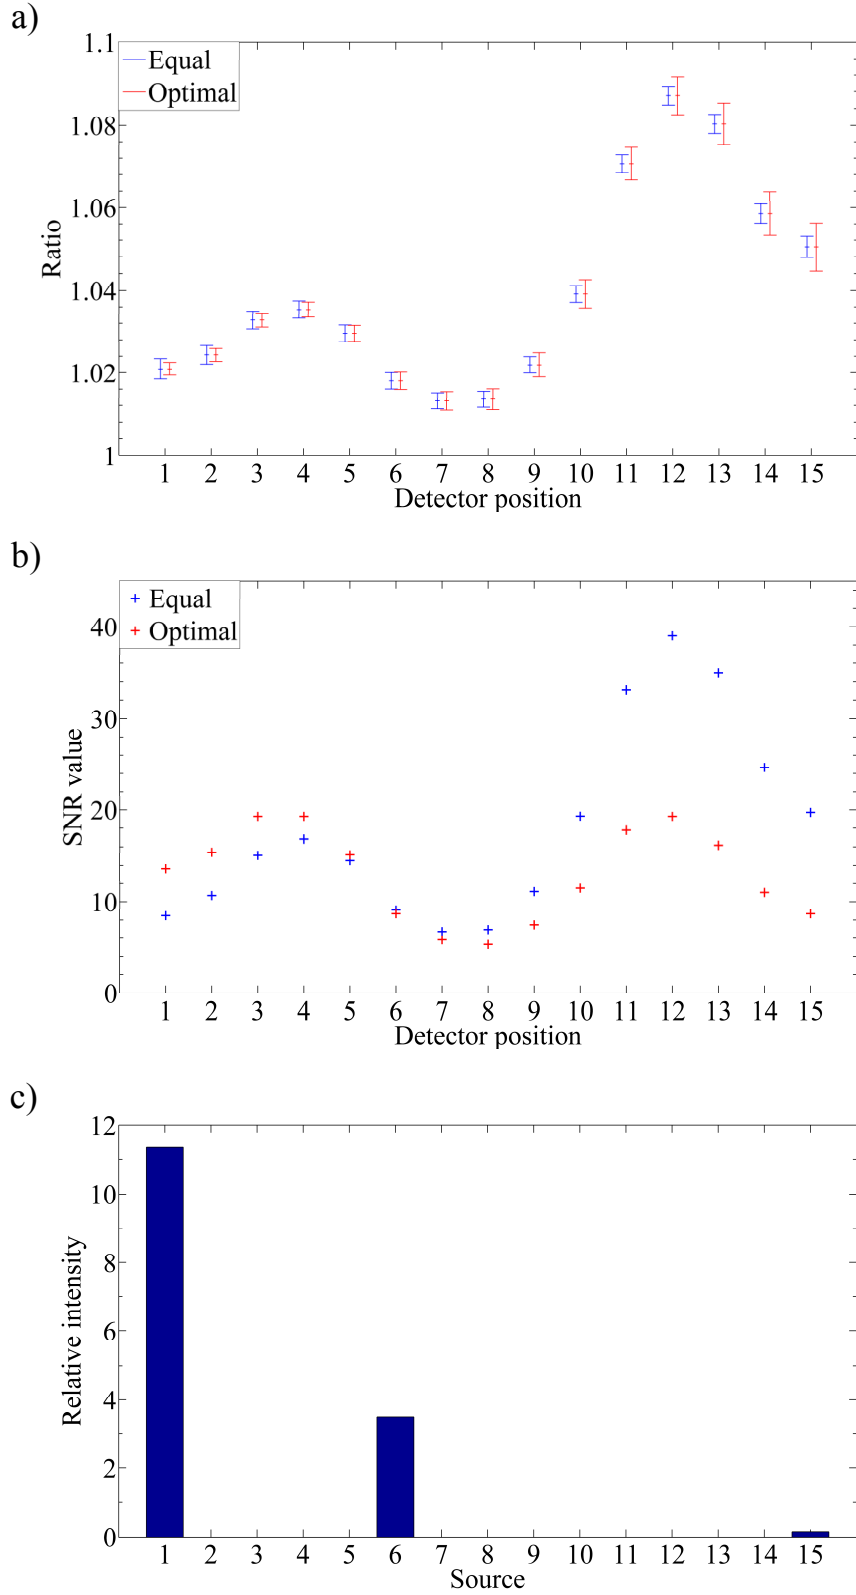 a)
1.1
1.08
1.06
1.04
1.02
1
Ratio
Equal
Optimal
1 2 3 4 5 6 7 8 9 10 11 12 13 14 15
Detector position
b)
40
30
20
10
0
SNR value
Equal
Optimal
1 2 3 4 5 6 7 8 9 10 11 12 13 14 15
Detector position
c)
12
10
8
6
4
2
0
Relative intensity
1 2 3 4 5 6 7 8 9 10 11 12 13 14 15
Source